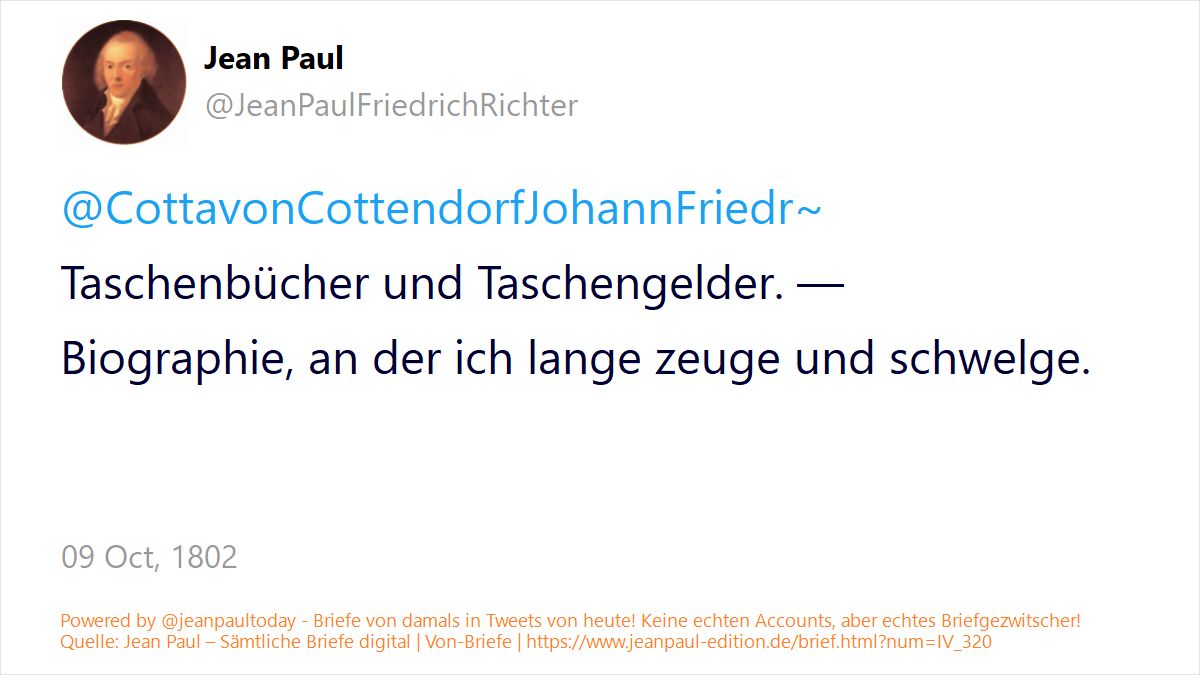 Jean Paul
@JeanPaulFriedrichRichter
@CottavonCottendorfJohannFriedr~
Taschenbücher und Taschengelder. —
Biographie, an der ich lange zeuge und schwelge.
09 Oct, 1802
Powered by @jeanpaultoday - Briefe von damals in Tweets von heute! Keine echten Accounts, aber echtes Briefgezwitscher!
Quelle: Jean Paul – Sämtliche Briefe digital | Von-Briefe | https://www.jeanpaul-edition.de/brief.html?num=IV_320